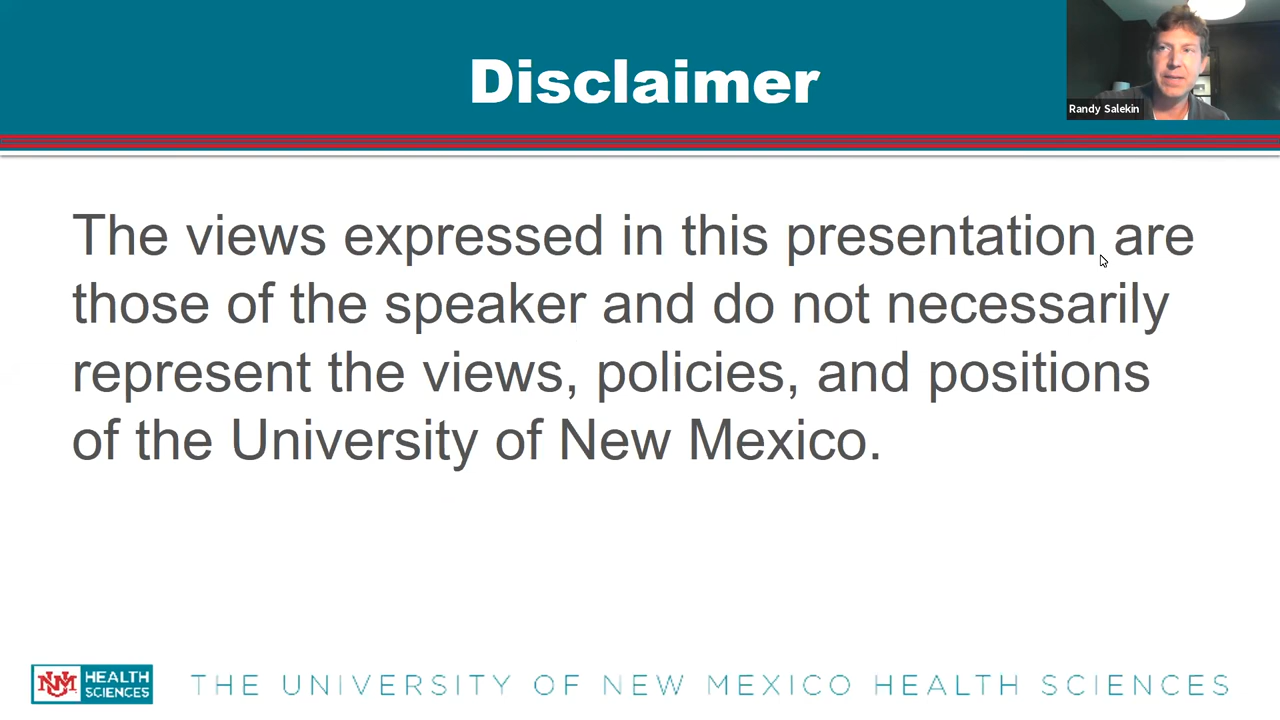 Disclaimer
Randy Salekin
The views expressed in this presentation are
those of the speaker and do not necessarily
represent the views, policies, and positions
of the University of New Mexico.
UNM HEALTH
SCIENCES
THE UNIVERSITY OF NEW MEXICO HEALTH SCIENCES